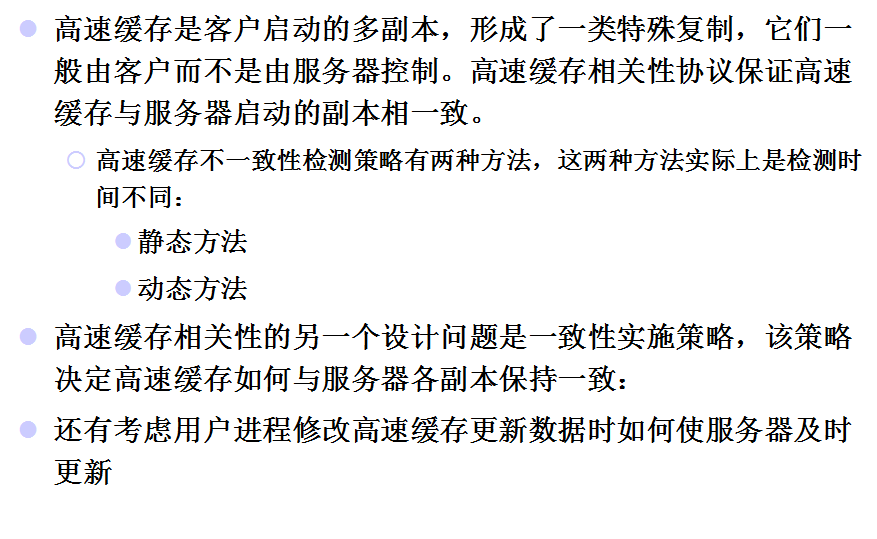 高速缓存是客户启动的多副本，形成了一类特殊复制，它们一
般由客户而不是由服务器控制。高速缓存相关性协议保证高速
缓存与服务器启动的副本相一致。
高速缓存不一致性检测策略有两种方法，这两种方法实际上是检测时
间不同：
静态方法
动态方法
高速缓存相关性的另一个设计问题是一致性实施策略，该策略
决定高速缓存如何与服务器各副本保持一致：
还有考虑用户进程修改高速缓存更新数据时如何使服务器及时
更新